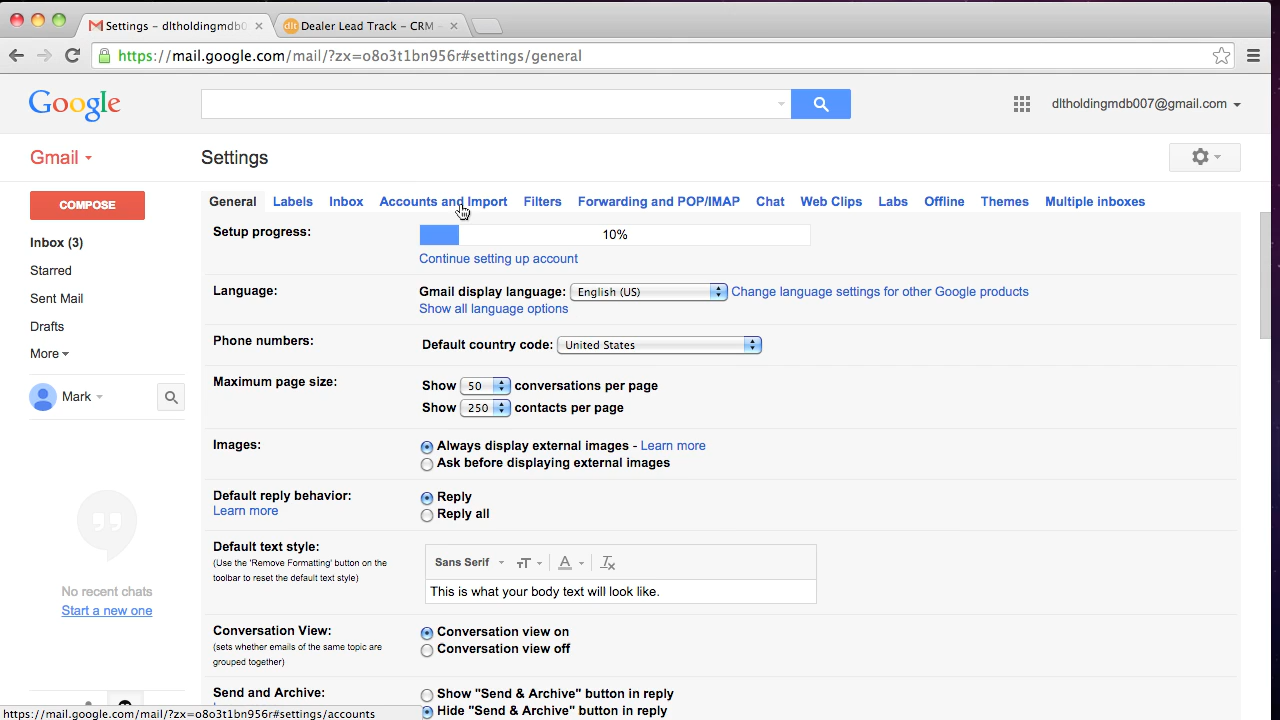 Settings – dltholdingmdb0
Dealer Lead Track – CRM –
https://mail.google.com/mail/?zx=o8o3t1bn956r#settings/general
Google
dltholdingmdb007@gmail.com
Gmail
Settings
COMPOSE
General Labels Inbox Accounts and Import Filters Forwarding and POP/IMAP Chat Web Clips Labs Offline Themes Multiple inboxes
Inbox (3)
Starred
Sent Mail
Drafts
More
Mark
No recent chats
Start a new one
Setup progress: 10%
Continue setting up account
Language: Gmail display language: English (US) Change language settings for other Google products
Show all language options
Phone numbers: Default country code: United States
Maximum page size: Show 50 conversations per page
Show 250 contacts per page
Images: Always display external images - Learn more
Ask before displaying external images
Default reply behavior: Reply
Learn more Reply all
Default text style:
(Use the 'Remove Formatting' button on the
toolbar to reset the default text style)
Sans Serif
This is what your body text will look like.
Conversation View: Conversation view on
(sets whether emails of the same topic are Conversation view off
grouped together)
Send and Archive: Show "Send & Archive" button in reply
Hide "Send & Archive" button in reply
https://mail.google.com/mail/?zx=o8o3t1bn956r#settings/accounts